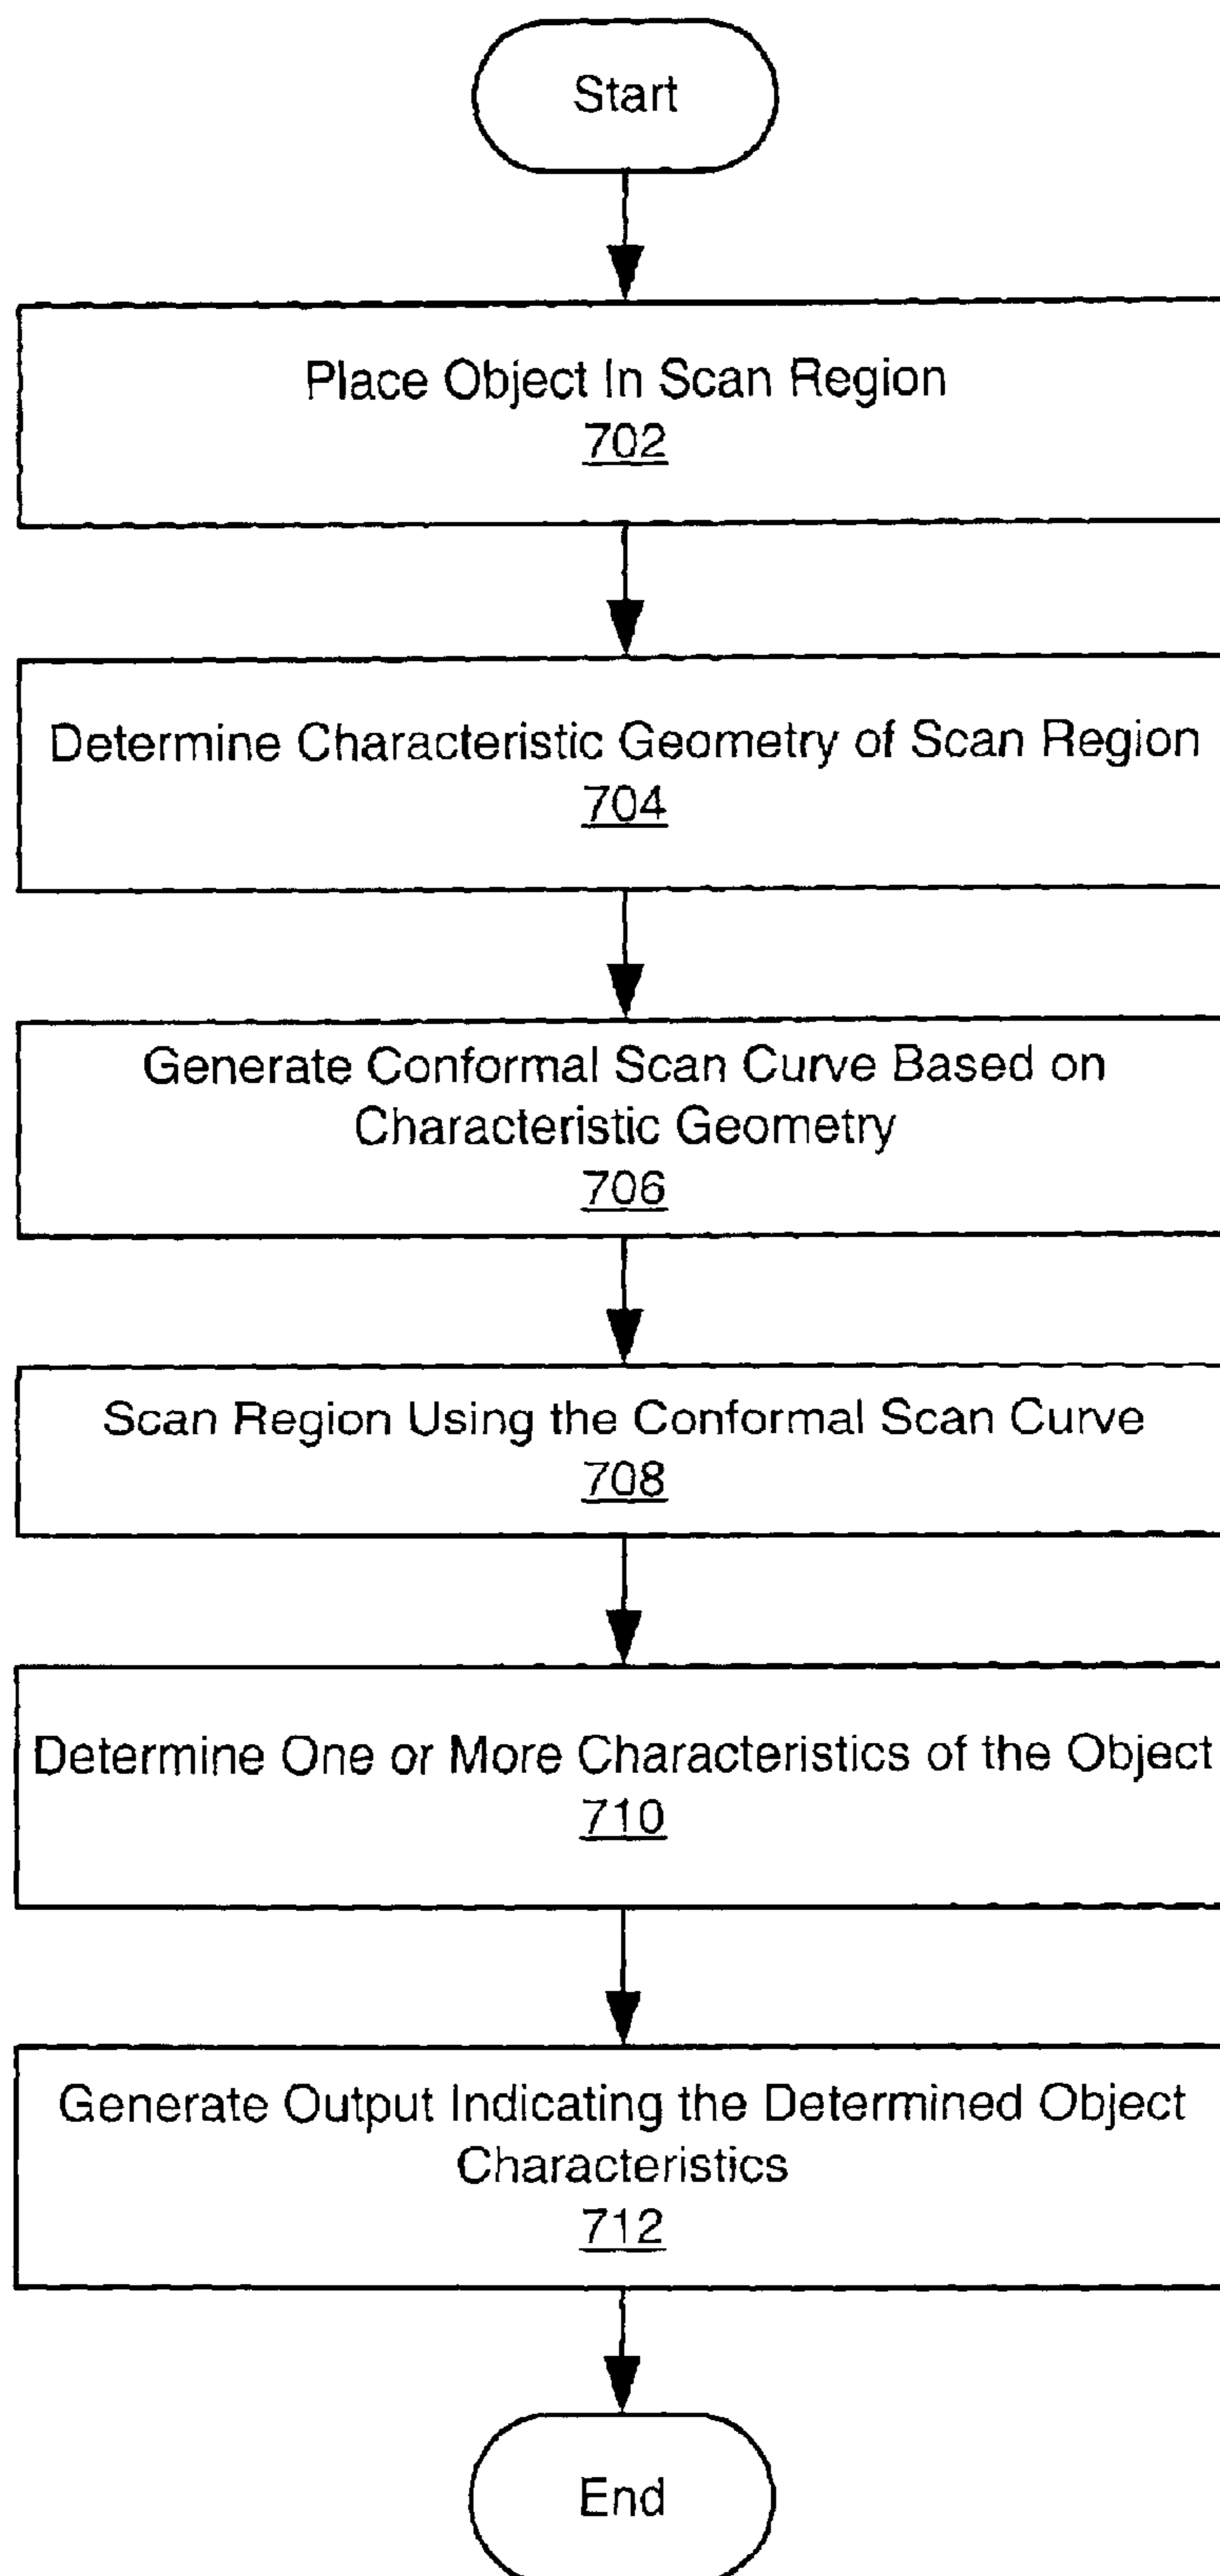 Start
Place Object In Scan Region
702
Determine Characteristic Geometry of Scan Region
704
Generate Conformal Scan Curve Based on
Characteristic Geometry
706
Scan Region Using the Conformal Scan Curve
708
Determine One or More Characteristics of the Object
710
Generate Output Indicating the Determined Object
Characteristics
712
End